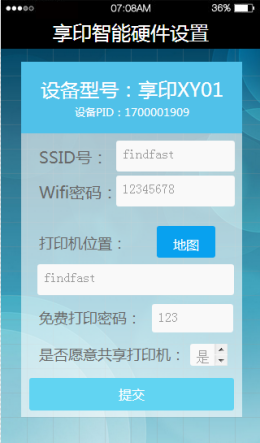 07:08AM 36%
享印智能硬件设置
设备型号：享印XY01
设备PID：1700001909
SSID号： findfast
Wifi密码： 12345678
打印机位置： 地图
findfast
免费打印密码： 123
是否愿意共享打印机： 是
提交